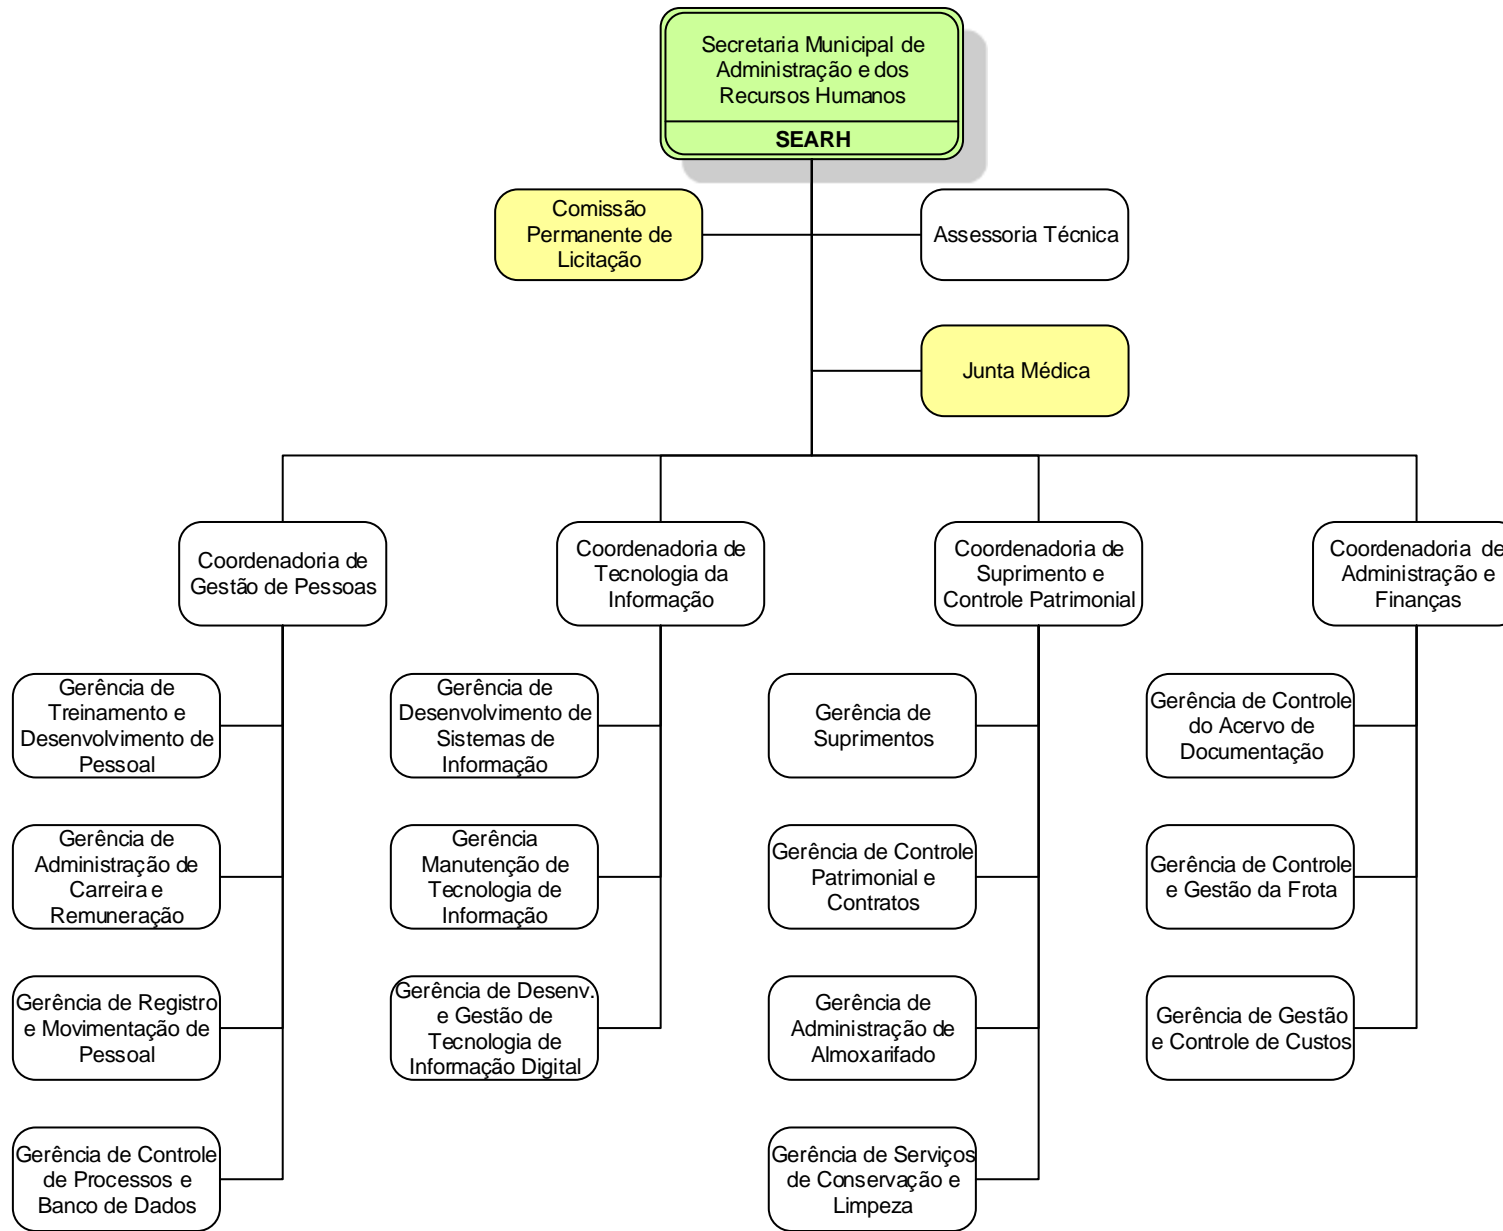 Secretaria Municipal de
Administração e dos
Recursos Humanos
SEARH
Comissão
Permanente de
Licitação
Assessoria Técnica
Junta Médica
Coordenadoria de
Gestão de Pessoas
Coordenadoria de
Tecnologia da
Informação
Coordenadoria de
Suprimento e
Controle Patrimonial
Coordenadoria de
Administração e
Finanças
Gerência de
Treinamento e
Desenvolvimento de
Pessoal
Gerência de
Desenvolvimento de
Sistemas de
Informação
Gerência de
Suprimentos
Gerência de Controle
do Acervo de
Documentação
Gerência de
Administração de
Carreira e
Remuneração
Gerência
Manutenção de
Tecnologia de
Informação
Gerência de Controle
Patrimonial e
Contratos
Gerência de Controle
e Gestão da Frota
Gerência de Registro
e Movimentação de
Pessoal
Gerência de Desenv.
e Gestão de
Tecnologia de
Informação Digital
Gerência de
Administração de
Almoxarifado
Gerência de Gestão
e Controle de Custos
Gerência de Controle
de Processos e
Banco de Dados
Gerência de Serviços
de Conservação e
Limpeza